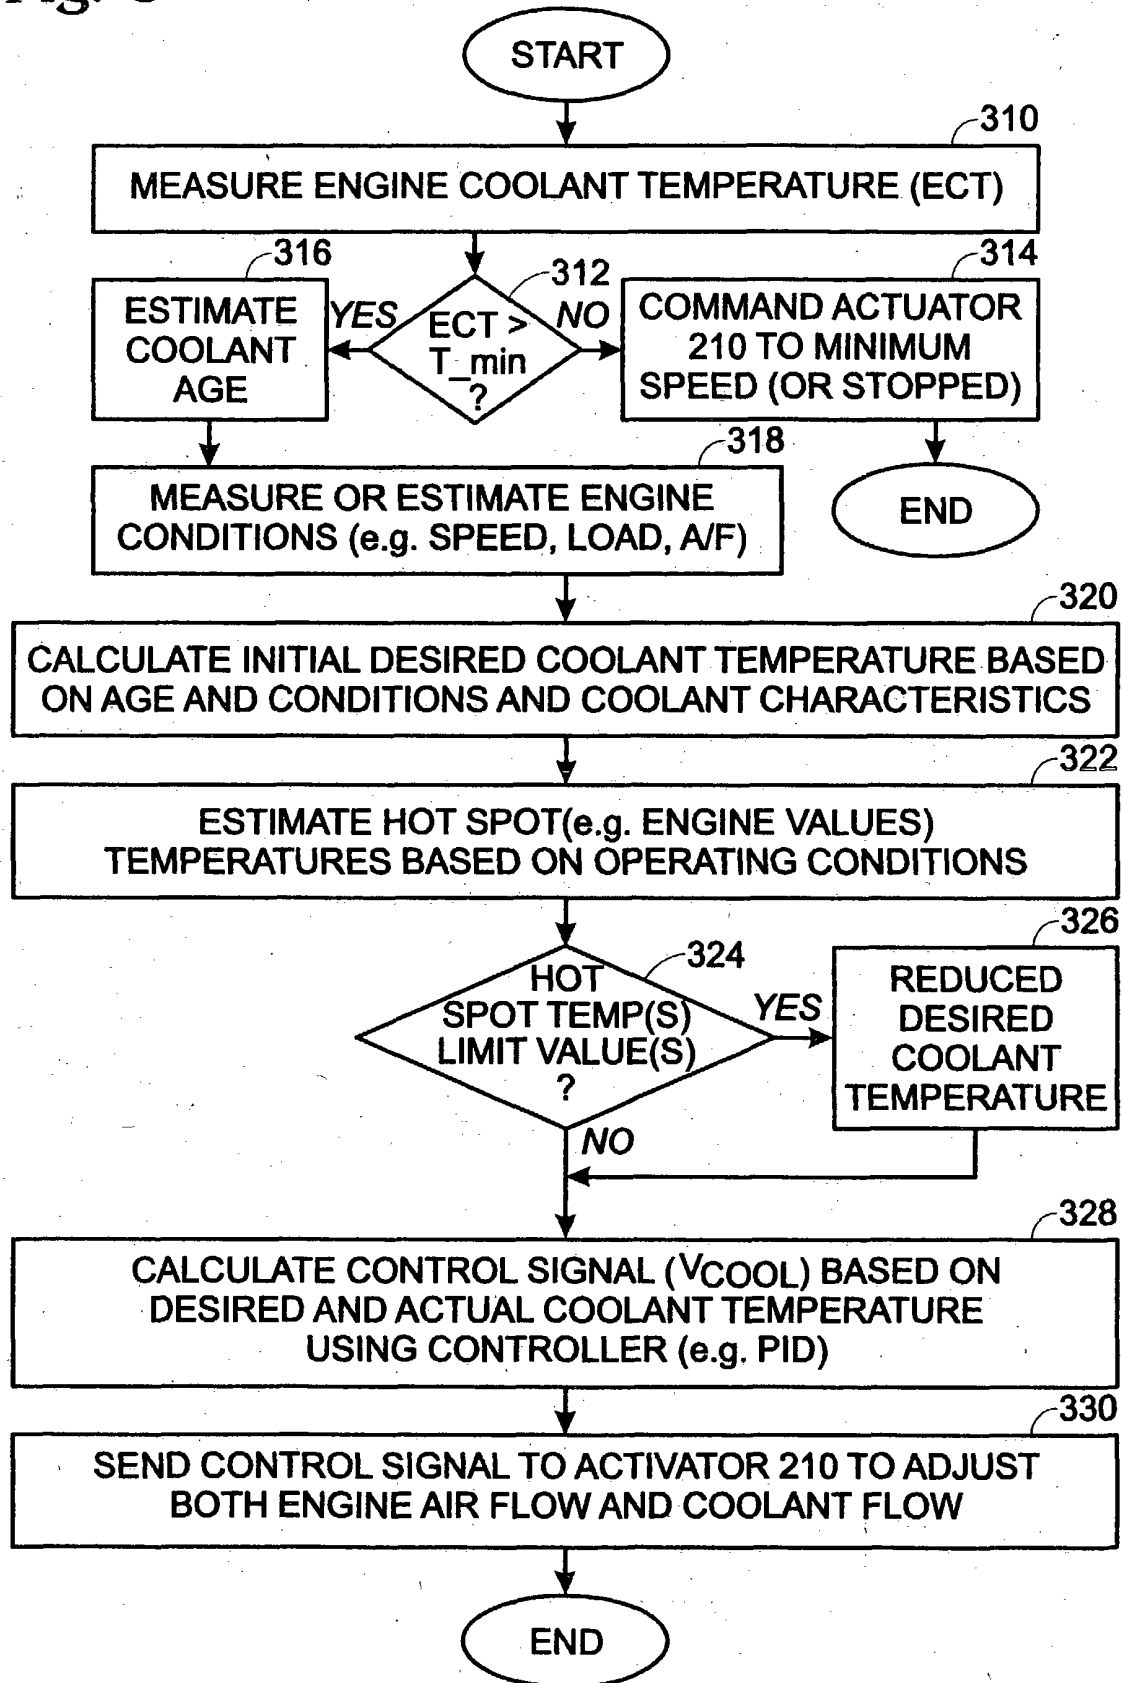 START
310
MEASURE ENGINE COOLANT TEMPERATURE (ECT)
316
ESTIMATE
COOLANT
AGE
YES
312
ECT >
T_min
?
NO
314
COMMAND ACTUATOR
210 TO MINIMUM
SPEED (OR STOPPED)
END
318
MEASURE OR ESTIMATE ENGINE
CONDITIONS (e.g. SPEED, LOAD, A/F)
320
CALCULATE INITIAL DESIRED COOLANT TEMPERATURE BASED
ON AGE AND CONDITIONS AND COOLANT CHARACTERISTICS
322
ESTIMATE HOT SPOT(e.g. ENGINE VALUES)
TEMPERATURES BASED ON OPERATING CONDITIONS
324
HOT
SPOT TEMP(S)
LIMIT VALUE(S)
?
YES
NO
326
REDUCED
DESIRED
COOLANT
TEMPERATURE
328
CALCULATE CONTROL SIGNAL (VCOOL) BASED ON
DESIRED AND ACTUAL COOLANT TEMPERATURE
USING CONTROLLER (e.g. PID)
330
SEND CONTROL SIGNAL TO ACTIVATOR 210 TO ADJUST
BOTH ENGINE AIR FLOW AND COOLANT FLOW
END